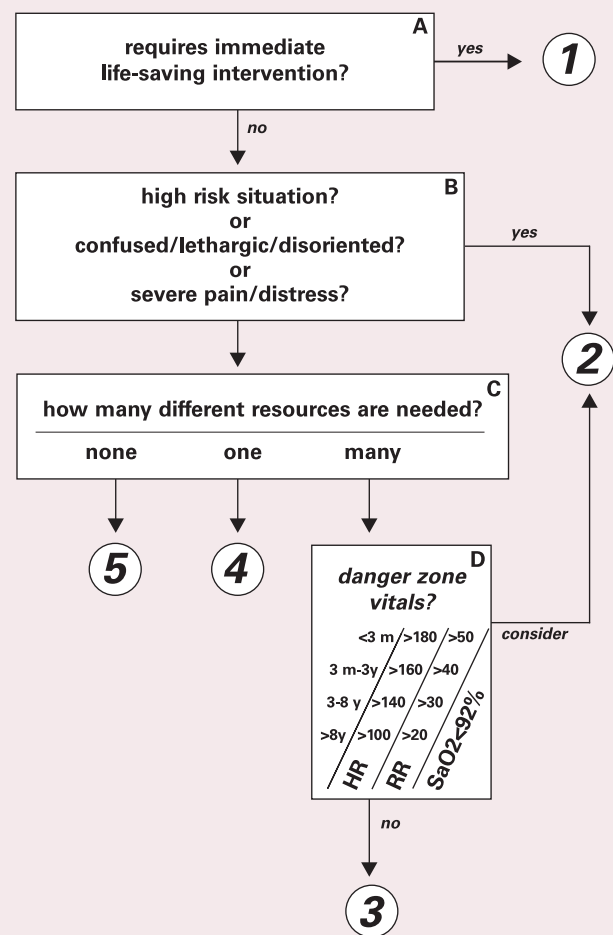 A
requires immediate
life-saving intervention?
yes
1
no
B
high risk situation?
or
confused/lethargic/disoriented?
or
severe pain/distress?
yes
2
C
how many different resources are needed?
none one many
5 4
D
danger zone
vitals?
<3 m >180 >50
3 m-3y >160 >40
3-8 y >140 >30
>8y >100 >20
HR RR SaO2<92%
consider
no
3